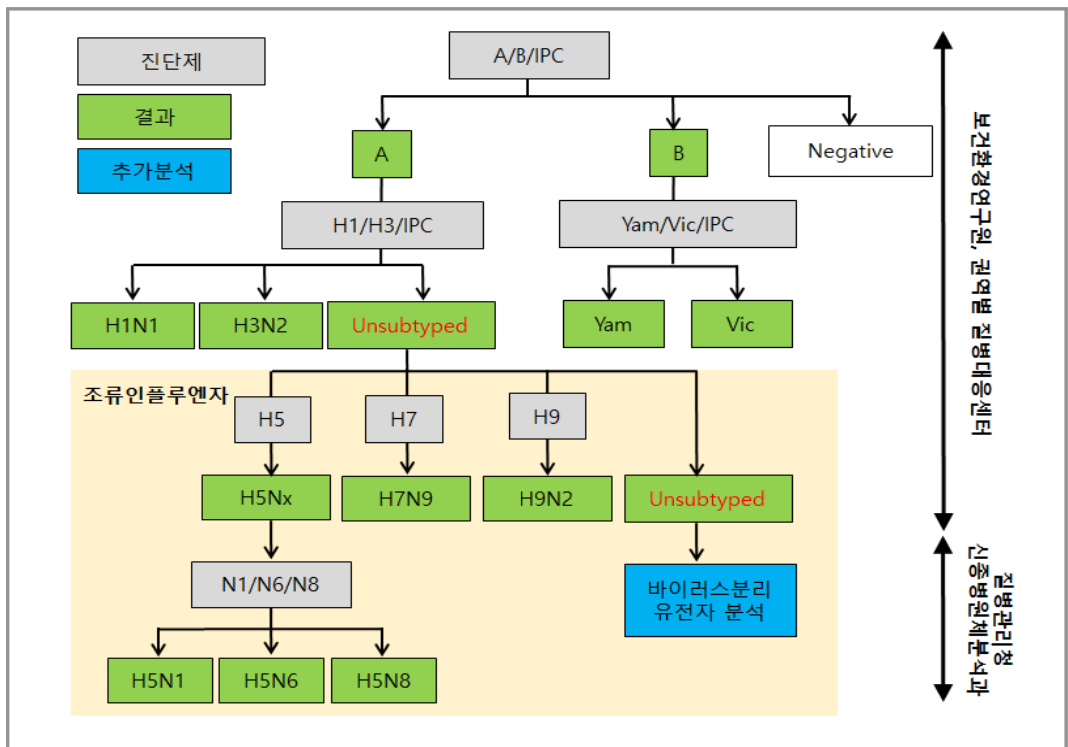 진단제
결과
추가분석
A/B/IPC
A
B
Negative
H1/H3/IPC
Yam/Vic/IPC
H1N1
H3N2
Unsubtyped
Yam
Vic
조류인플루엔자
H5
H7
H9
H5Nx
H7N9
H9N2
Unsubtyped
N1/N6/N8
바이러스분리
유전자 분석
H5N1
H5N6
H5N8
보건환경연구원, 권역별 질병대응센터
질병관리청
신종병원체분석과